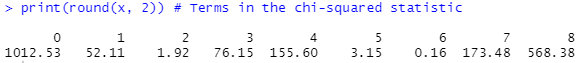 > print(round(x, 2)) # Terms in the chi-squared statistic
0 1 2 3 4 5 6 7 8
1012.53 52.11 1.92 76.15 155.60 3.15 0.16 173.48 568.38